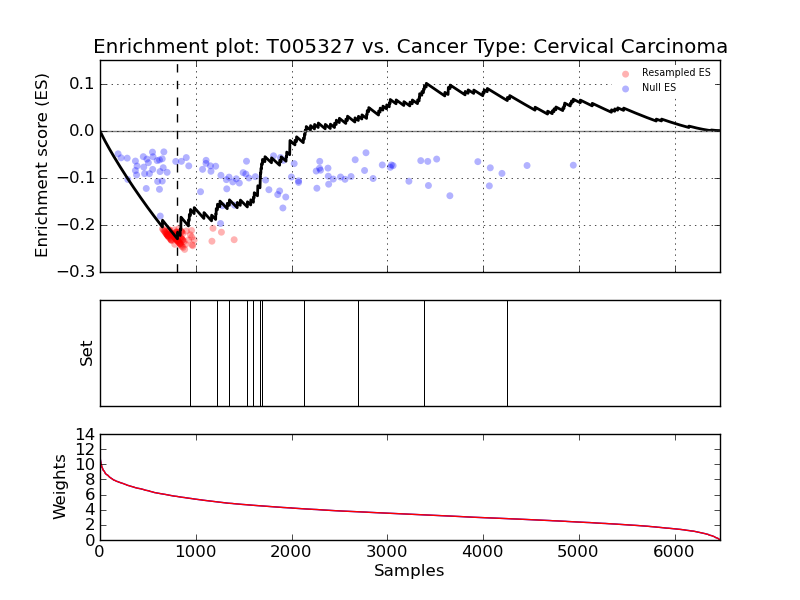 Enrichment plot: T005327 vs. Cancer Type: Cervical Carcinoma
Enrichment score (ES)
0.1
0.0
−0.1
−0.2
−0.3
Resampled ES
Null ES
Set
Weights
14
12
10
8
6
4
2
0
0 1000 2000 3000 4000 5000 6000
Samples